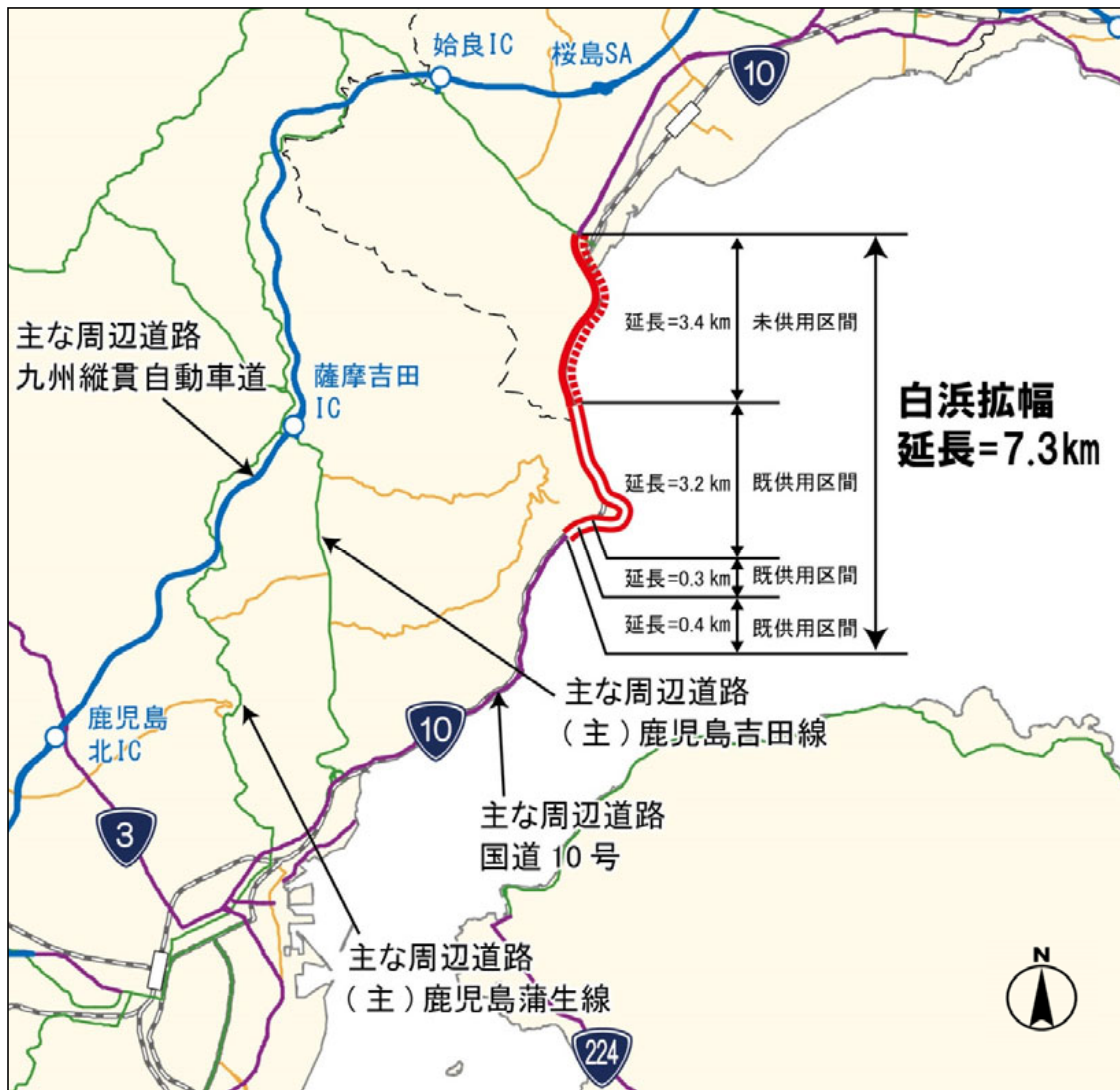 姶良IC
桜島SA
10
主な周辺道路
九州縦貫自動車道
薩摩吉田
IC
延長=3.4 km
未供用区間
白浜拡幅
延長=7.3km
延長=3.2 km
既供用区間
延長=0.3 km
既供用区間
延長=0.4 km
既供用区間
主な周辺道路
(主)鹿児島吉田線
鹿児島
北IC
10
3
主な周辺道路
国道10号
主な周辺道路
(主)鹿児島蒲生線
N
224